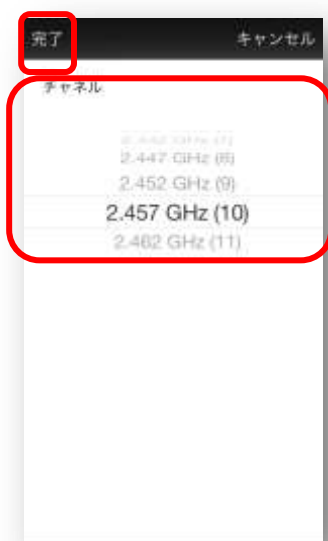 完了 キャンセル
チャネル
2.447 GHz (8)
2.452 GHz (9)
2.457 GHz (10)
2.462 GHz (11)